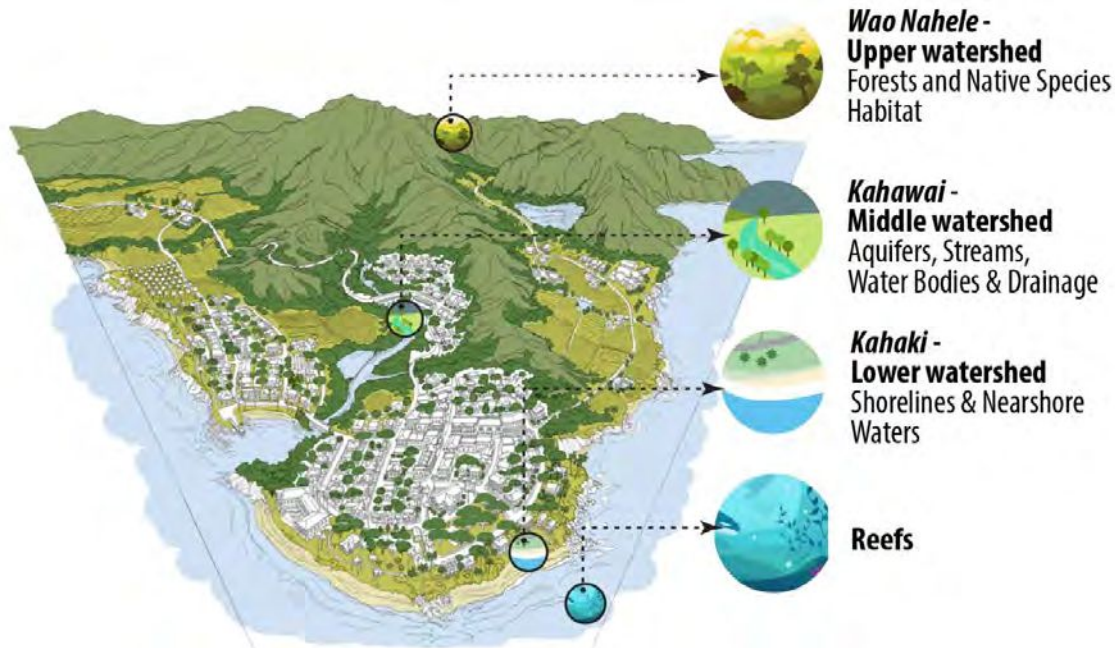 Wao Nahele -
Upper watershed
Forests and Native Species
Habitat
Kahawai -
Middle watershed
Aquifers, Streams,
Water Bodies & Drainage
Kahaki -
Lower watershed
Shorelines & Nearshore
Waters
Reefs